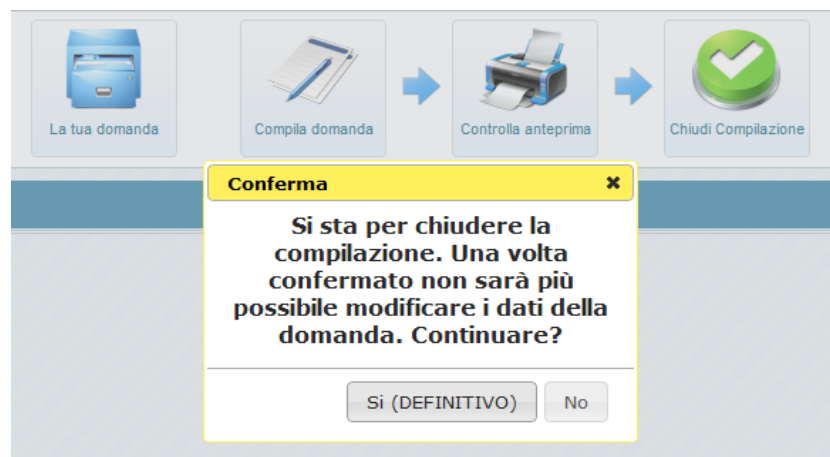 La tua domanda
Compila domanda
Controlla anteprima
Chiudi Compilazione
Conferma
Si sta per chiudere la
compilazione. Una volta
confermato non sarà più
possibile modificare i dati della
domanda. Continuare?
Si (DEFINITIVO)
No